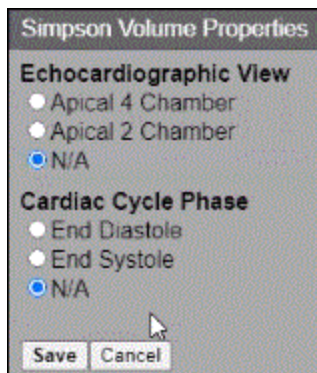 Simpson Volume Properties
Echocardiographic View
Apical 4 Chamber
Apical 2 Chamber
N/A
Cardiac Cycle Phase
End Diastole
End Systole
N/A
Save Cancel